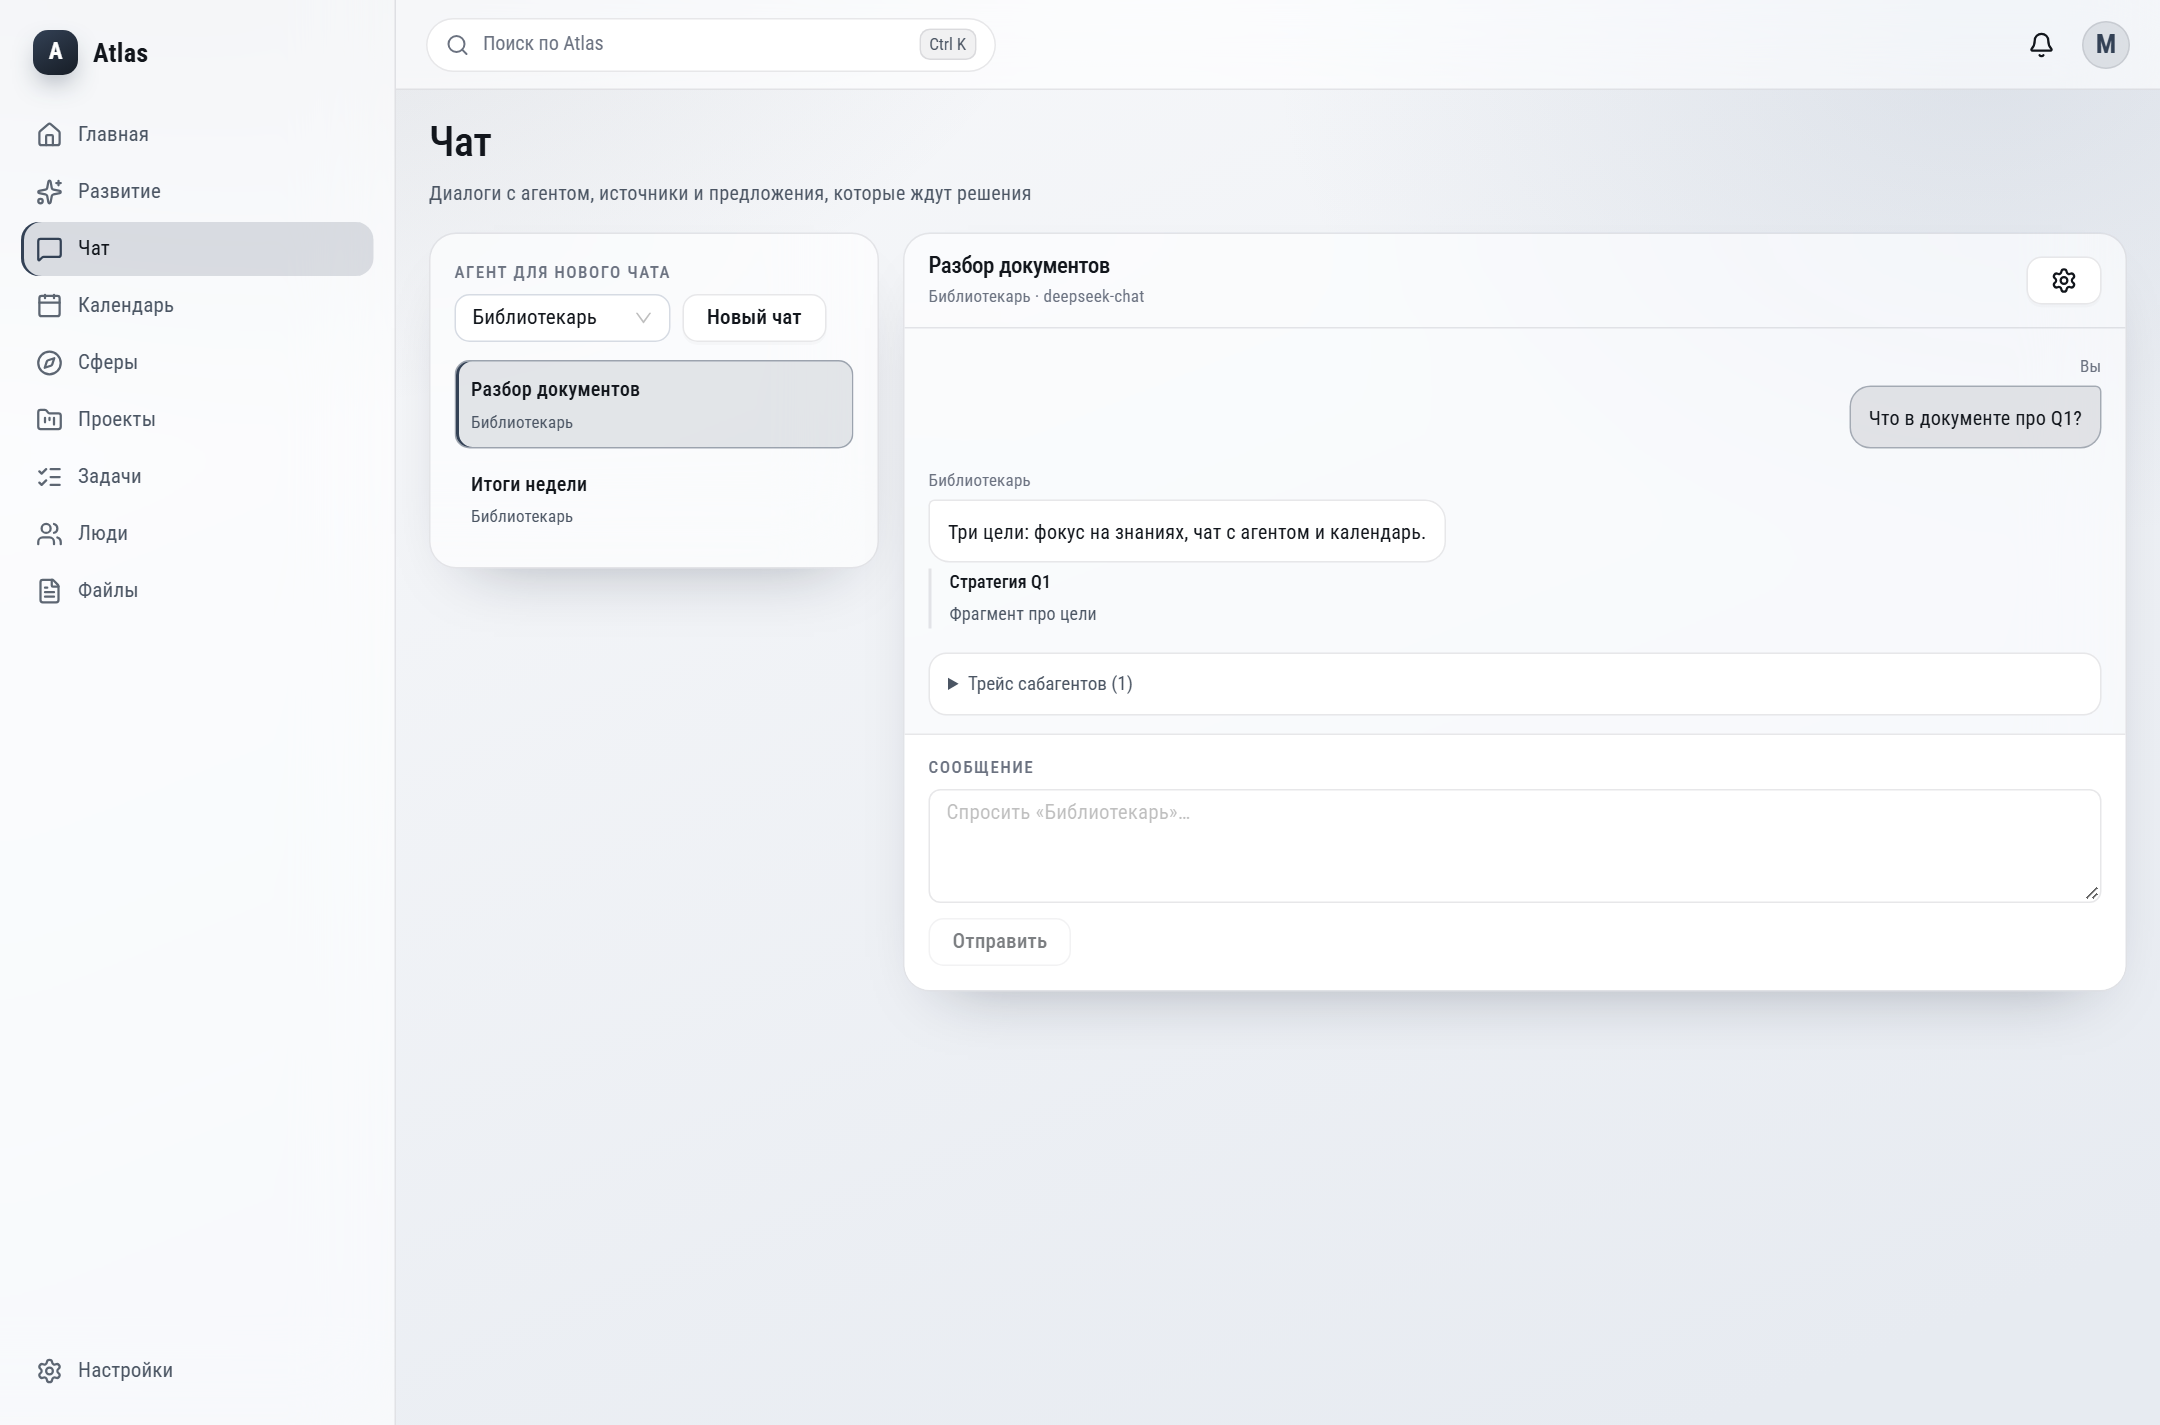 A
Atlas
Главная
Развитие
Чат
Календарь
Сферы
Проекты
Задачи
Люди
Файлы
Настройки
Поиск по Atlas
Ctrl K
M
Чат
Диалоги с агентом, источники и предложения, которые ждут решения
АГЕНТ ДЛЯ НОВОГО ЧАТА
Библиотекарь
Новый чат
Разбор документов
Библиотекарь
Итоги недели
Библиотекарь
Разбор документов
Библиотекарь · deepseek-chat
Вы
Что в документе про Q1?
Библиотекарь
Три цели: фокус на знаниях, чат с агентом и календарь.
Стратегия Q1
Фрагмент про цели
Трейс сабагентов (1)
СООБЩЕНИЕ
Спросить «Библиотекарь»…
Отправить